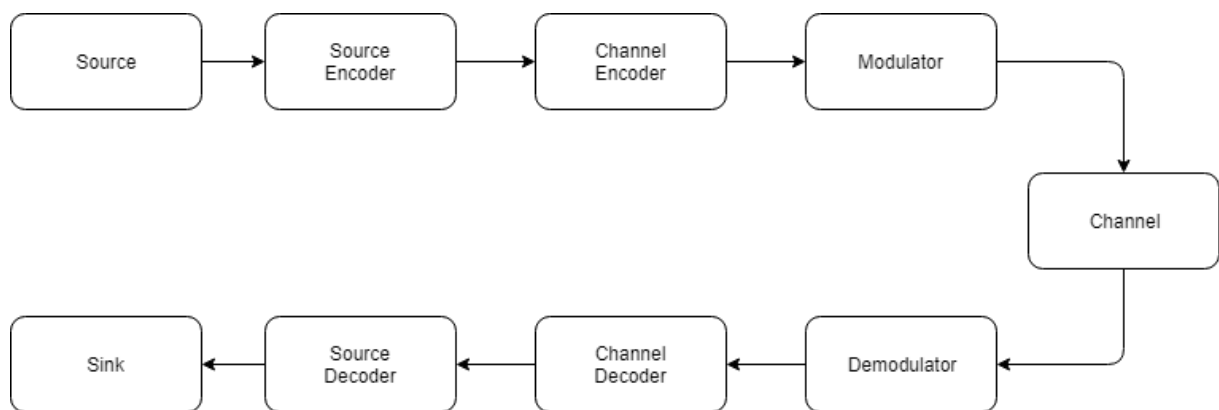 Source
Source
Encoder
Channel
Encoder
Modulator
Channel
Sink
Source
Decoder
Channel
Decoder
Demodulator